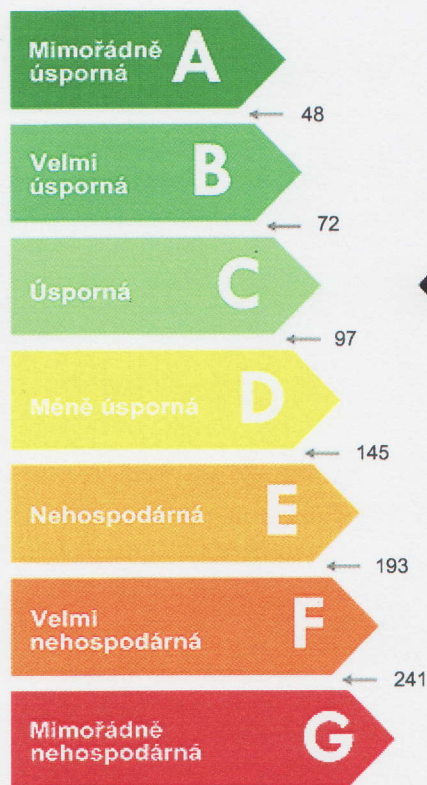 Mimořádně
úsporná A
48
Velmi
úsporná B
72
Úsporná C
97
Méně úsporná D
145
Nehospodárná E
193
Velmi
nehospodárná F
241
Mimořádně
nehospodárná G